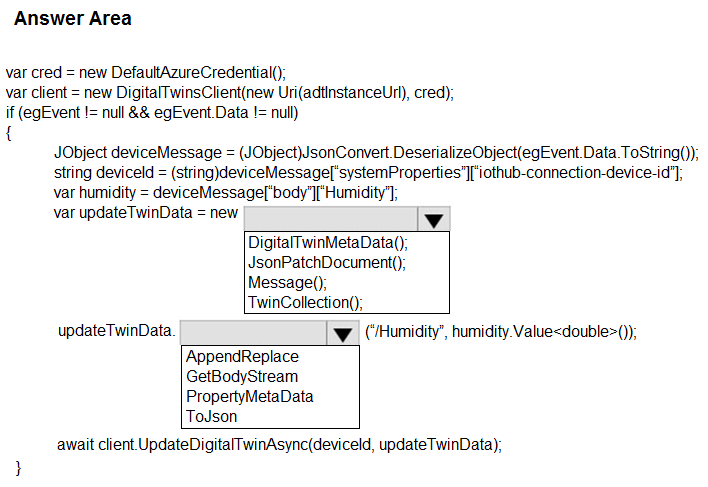 Answer Area
var cred = new DefaultAzureCredential();
var client = new DigitalTwinsClient(new Uri(adtInstanceUrl), cred);
if (egEvent != null && egEvent.Data != null)
{
JObject deviceMessage = (JObject)JsonConvert.DeserializeObject(egEvent.Data.ToString());
string deviceId = (string)deviceMessage[“systemProperties”][“iothub-connection-device-id”];
var humidity = deviceMessage[“body”][“Humidity”];
var updateTwinData = new
DigitalTwinMetaData();
JsonPatchDocument();
Message();
TwinCollection();
updateTwinData. (“/Humidity”, humidity.Value<double>());
AppendReplace
GetBodyStream
PropertyMetaData
ToJson
await client.UpdateDigitalTwinAsync(deviceId, updateTwinData);
}